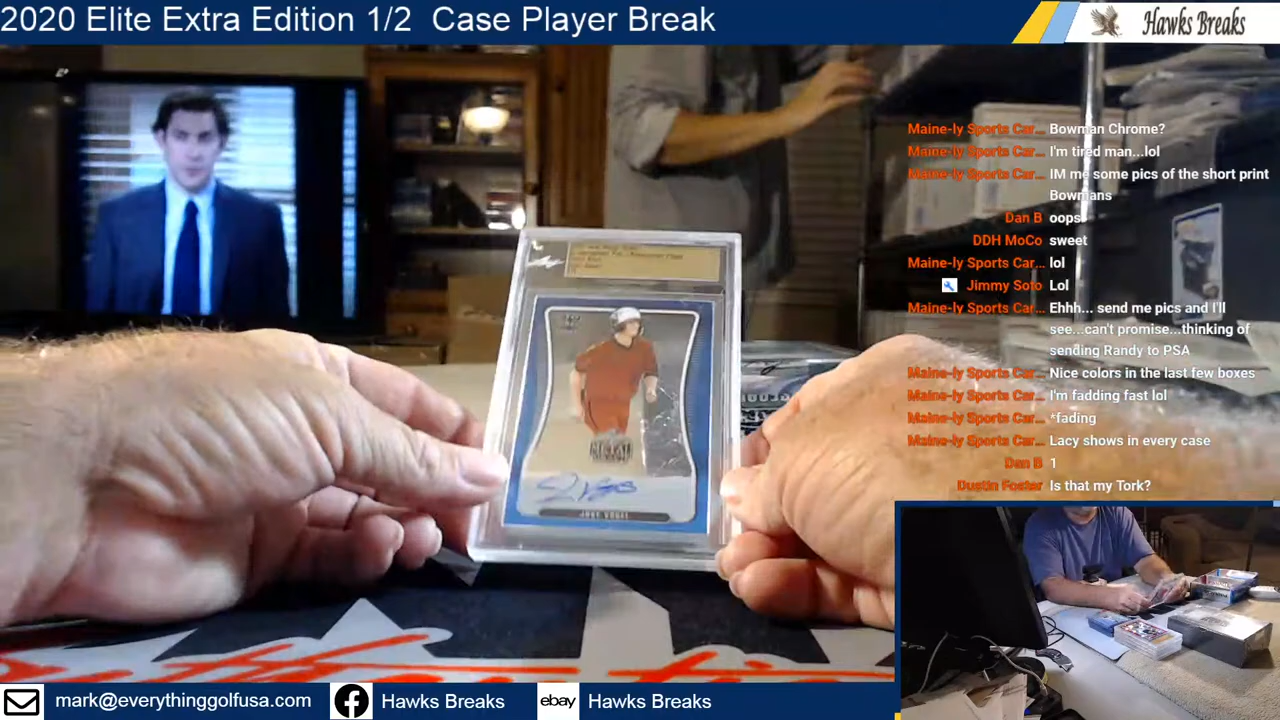 2020 Elite Extra Edition 1/2 Case Player Break
Hawks Breaks
Maine-ly Sports Car... Bowman Chrome?
Maine-ly Sports Car... I'm tired man...lol
Maine-ly Sports Car... IM me some pics of the short print
Bowmans
Dan B oops
DDH MoCo sweet
Maine-ly Sports Car... lol
Jimmy Soto Lol
Maine-ly Sports Car... Ehhh... send me pics and I'll
see...can't promise...thinking of
sending Randy to PSA
Maine-ly Sports Car... Nice colors in the last few boxes
Maine-ly Sports Car... I'm fadding fast lol
Maine-ly Sports Car... *fading
Maine-ly Sports Car... Lacy shows in every case
Dan B 1
Dustin Foster Is that my Tork?
METAL
mark@everythinggolfusa.com
Hawks Breaks
ebay
Hawks Breaks